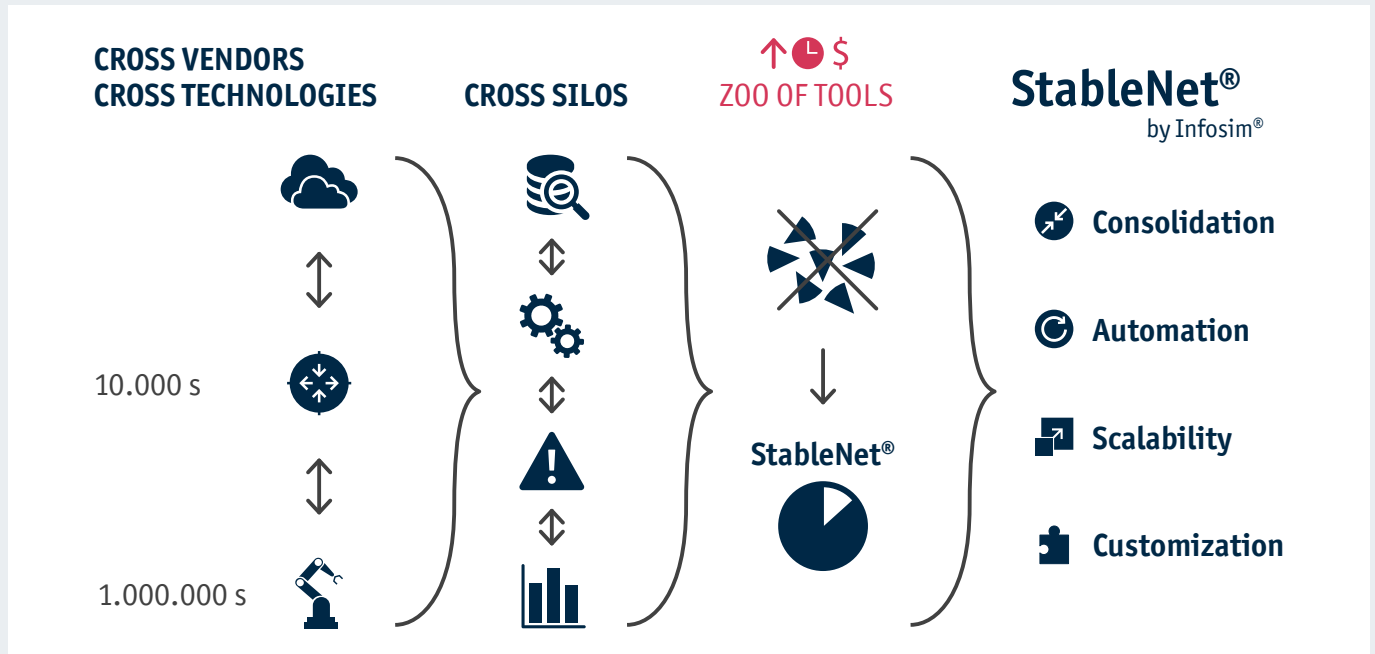 CROSS VENDORS
CROSS TECHNOLOGIES
10.000 s
1.000.000 s
CROSS SILOS
$
ZOO OF TOOLS
StableNet®
StableNet®
by Infosim®
Consolidation
Automation
Scalability
Customization